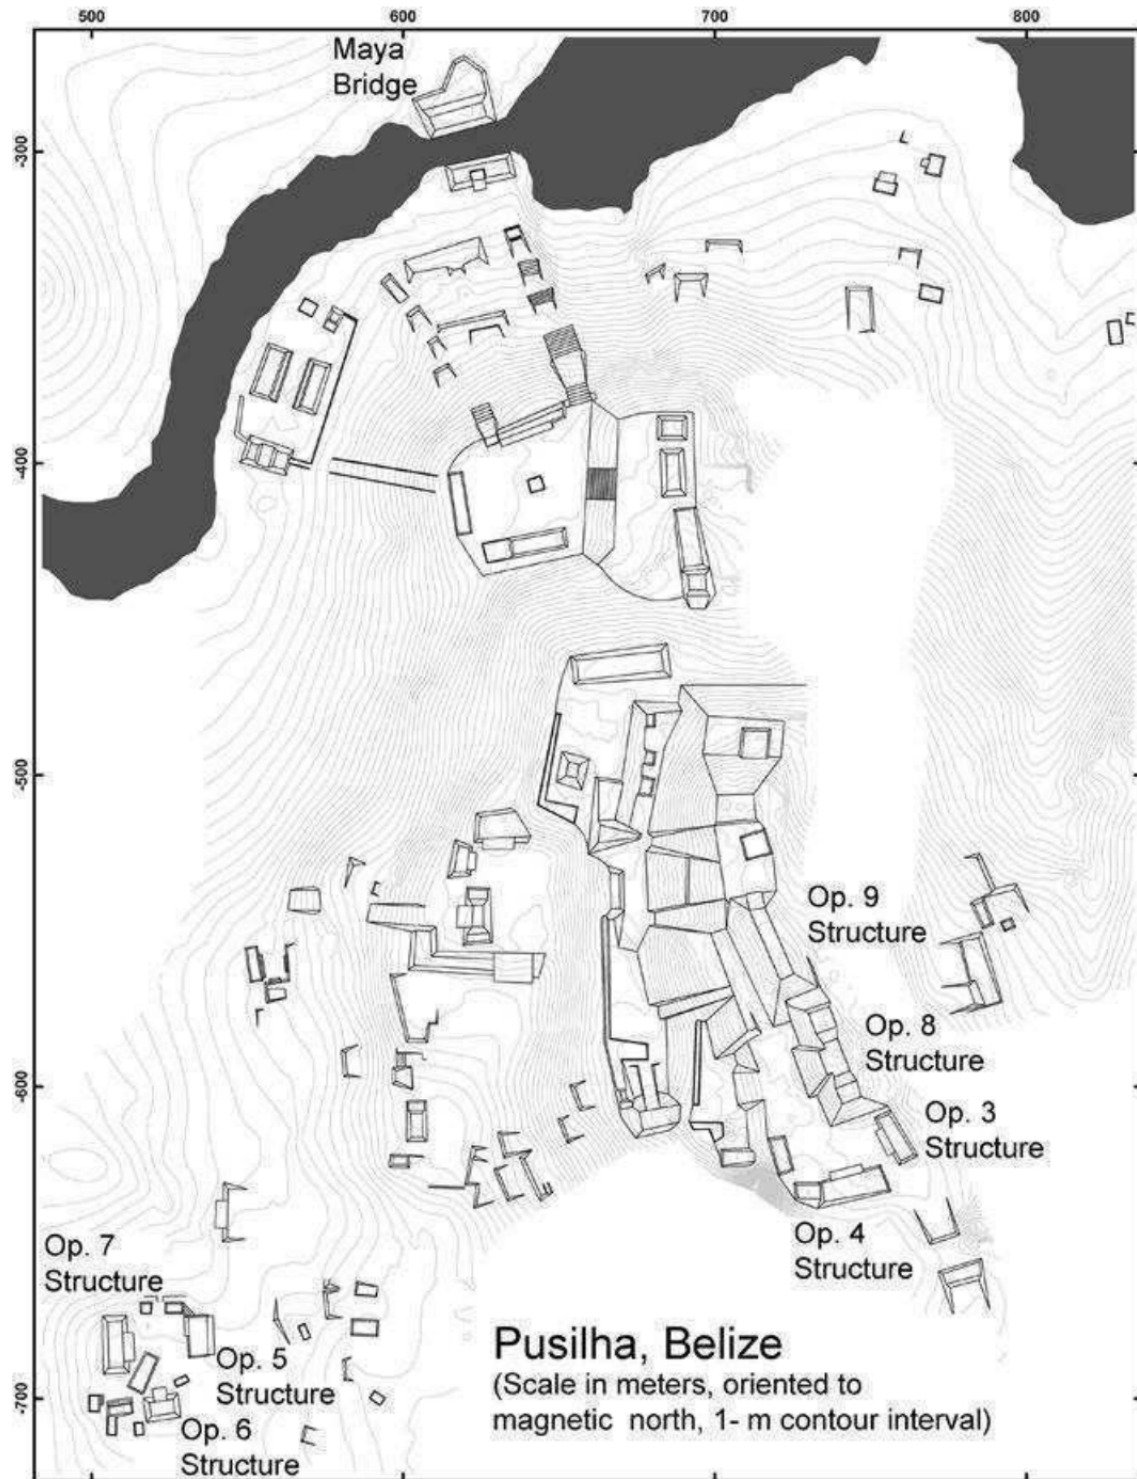 500 600 700 800
Maya
Bridge
-300
-400
-500
Op. 9
Structure
Op. 8
Structure
-600
Op. 3
Structure
Op. 4
Structure
Op. 7
Structure
Op. 5
Structure
-700
Op. 6
Structure
Pusilha, Belize
(Scale in meters, oriented to
magnetic north, 1- m contour interval)